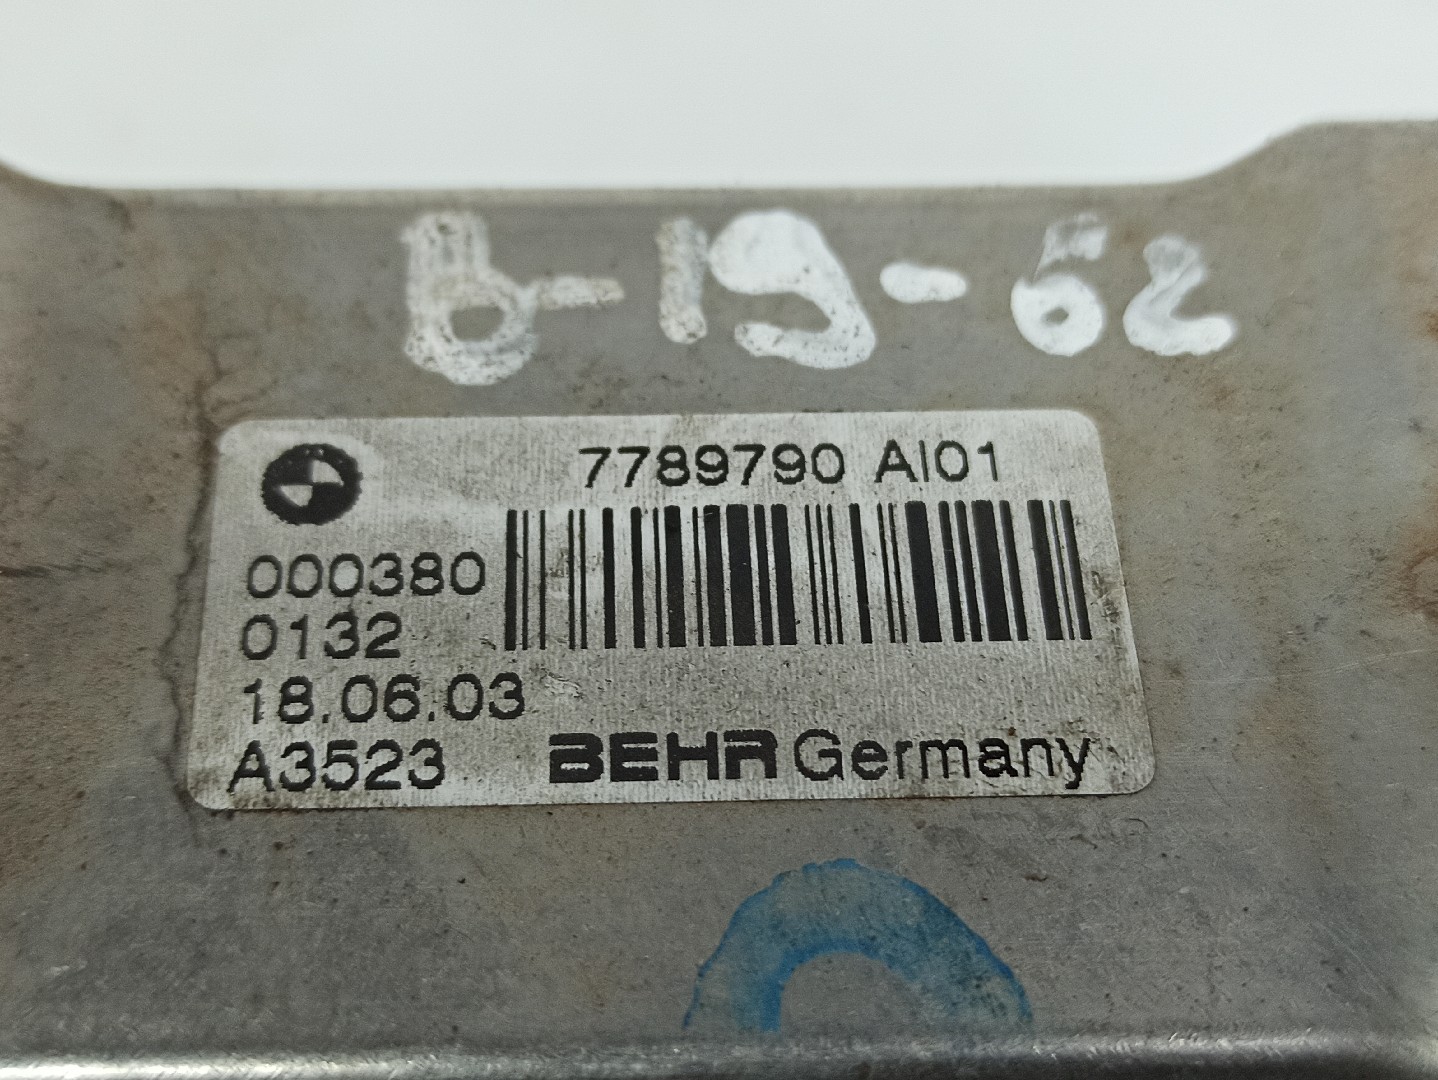 6-19-62
7789790 AI01
000380
0132
18.06.03
A3523
BEHR Germany